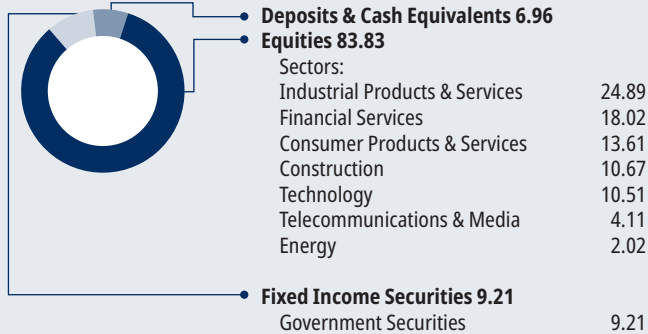 Deposits & Cash Equivalents 6.96
Equities 83.83
Sectors:
Industrial Products & Services 24.89
Financial Services 18.02
Consumer Products & Services 13.61
Construction 10.67
Technology 10.51
Telecommunications & Media 4.11
Energy 2.02
Fixed Income Securities 9.21
Government Securities 9.21